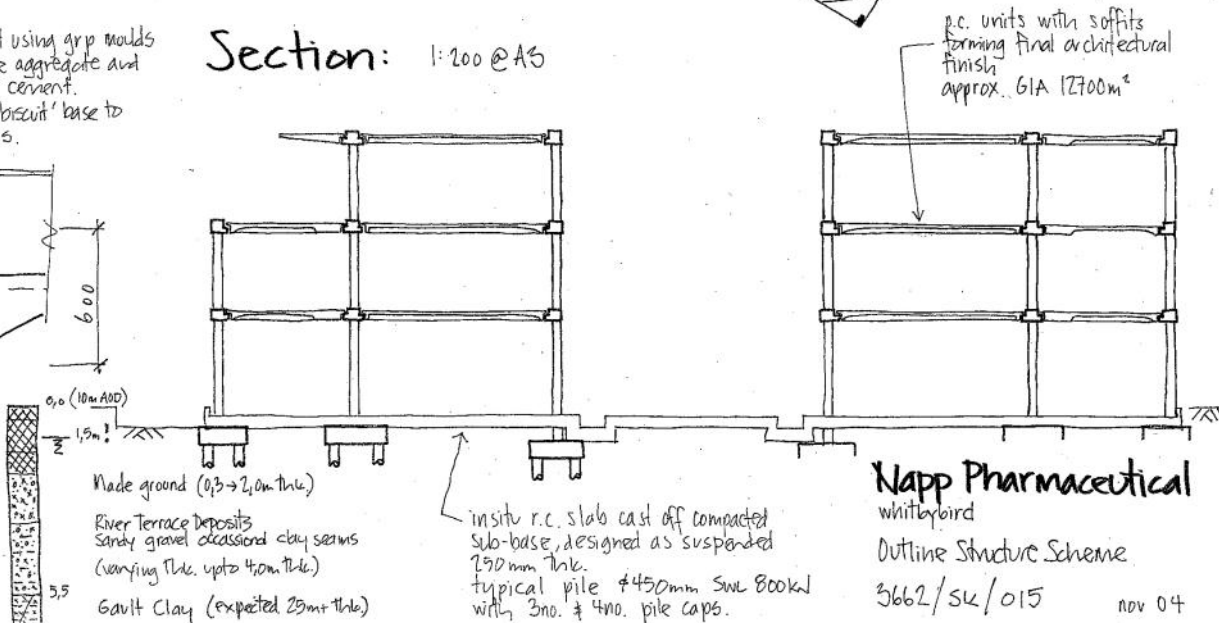 using grp moulds
aggregate and
cement.
'biscuit' base to
s.
Section: 1:200 @ A3
p.c. units with soffits
forming final architectural
finish
approx. GIA 12700m²
600
0,0 (10m AOD)
1,5m!
Made ground (0,3→2,0m thk.)
River Terrace Deposits
Sandy gravel occassional clay seams
(varying thk. upto 4,0m thk.)
5,5
Gault Clay (expected 25m+ thk.)
insitu r.c. slab cast off compacted
sub-base, designed as suspended
250mm thk.
typical pile φ450mm SWL 800kN
with 3no. & 4no. pile caps.
Napp Pharmaceutical
whitbybird
Outline Structure Scheme
3662/SK/015 nov 04